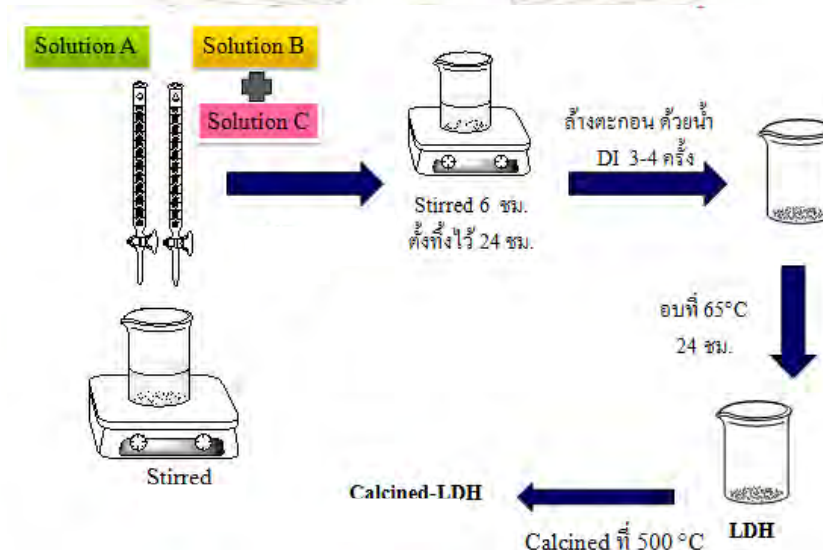 Solution A
Solution B
Solution C
Stirred
Stirred 6 ชม.
ตั้งทิ้งไว้ 24 ชม.
ล้างตะกอน ด้วยน้ำ
DI 3-4 ครั้ง
อบที่ 65°C
24 ชม.
LDH
Calcined ที่ 500 °C
Calcined-LDH